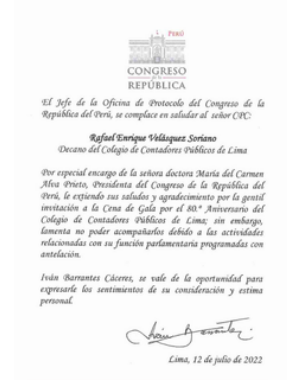 PERÚ
CONGRESO
de la
REPÚBLICA
El Jefe de la Oficina de Protocolo del Congreso de la
República del Perú, se complace en saludar al señor CPC:
Rafael Enrique Velásquez Soriano
Decano del Colegio de Contadores Públicos de Lima
Por especial encargo de la señora doctora María del Carmen
Alva Prieto, Presidenta del Congreso de la República del
Perú, le extiendo sus saludos y agradecimiento por la gentil
invitación a la Cena de Gala por el 80.º Aniversario del
Colegio de Contadores Públicos de Lima; sin embargo,
lamenta no poder acompañarlos debido a las actividades
relacionadas con su función parlamentaria programadas con
antelación.
Iván Barrantes Cáceres, se vale de la oportunidad para
expresarle los sentimientos de su consideración y estima
personal.
Lima, 12 de julio de 2022